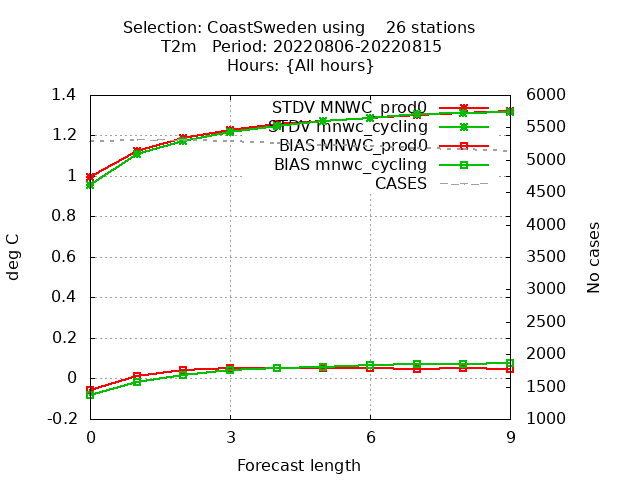 Selection: CoastSweden using    26 stations
T2m   Period: 20220806-20220815
Hours: {All hours}
STDV MNWC_prod0
STDV mnwc_cycling
BIAS MNWC_prod0
BIAS mnwc_cycling
CASES
1.4
1.2
1
0.8
0.6
0.4
0.2
0
-0.2
deg C
6000
5500
5000
4500
4000
3500
3000
2500
2000
1500
1000
No cases
0 3 6 9
Forecast length